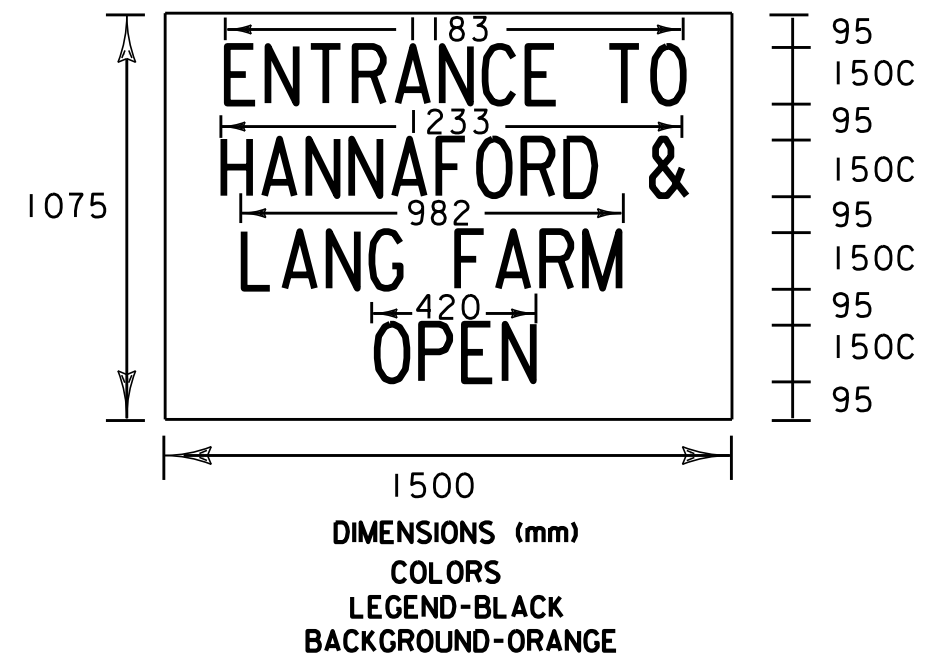 1183
95
ENTRANCE TO
150C
1233
95
HANNAFORD &
150C
1075
982
95
LANG FARM
150C
420
95
OPEN
150C
95
1500
DIMENSIONS (mm)
COLORS
LEGEND-BLACK
BACKGROUND-ORANGE